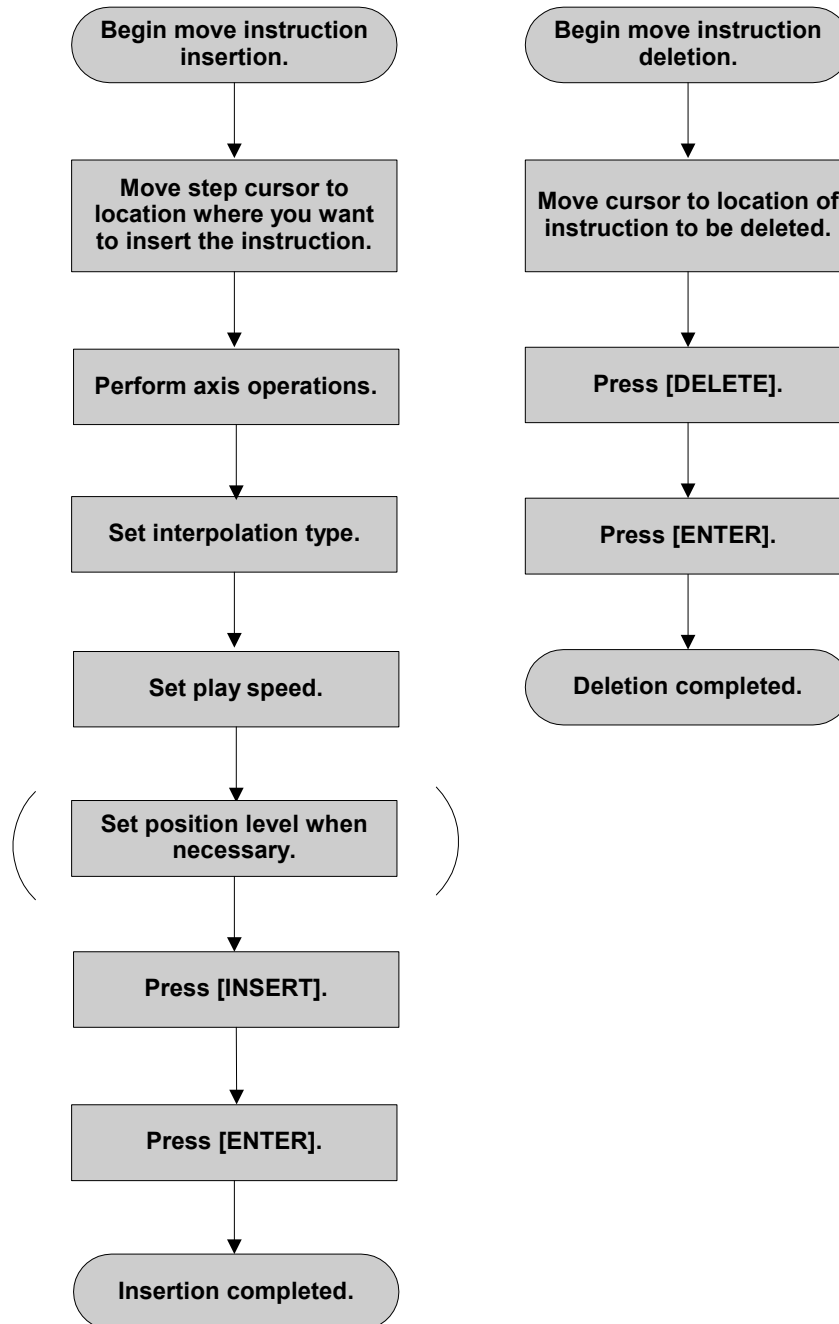 Begin move instruction
insertion.
Move step cursor to
location where you want
to insert the instruction.
Perform axis operations.
Set interpolation type.
Set play speed.
Set position level when
necessary.
Press [INSERT].
Press [ENTER].
Insertion completed.
Begin move instruction
deletion.
Move cursor to location of
instruction to be deleted.
Press [DELETE].
Press [ENTER].
Deletion completed.